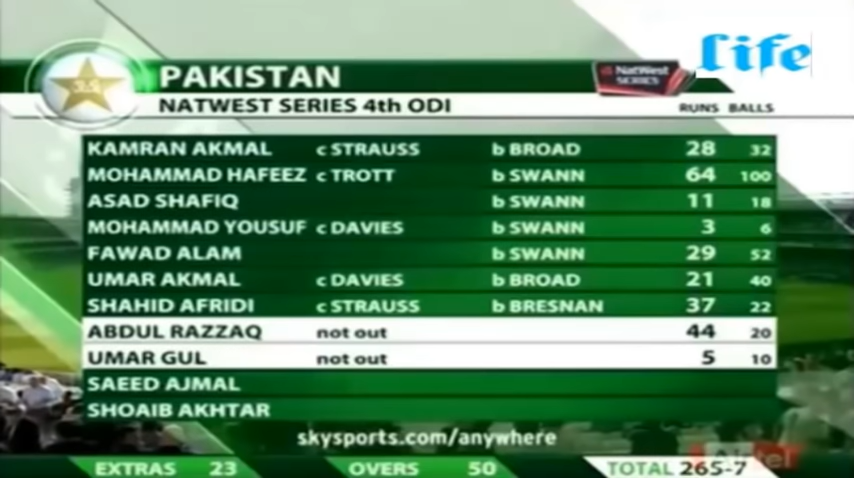 life
PAKISTAN
NatWest SERIES
NATWEST SERIES 4th ODI RUNS BALLS
KAMRAN AKMAL c STRAUSS b BROAD 28 32
MOHAMMAD HAFEEZ c TROTT b SWANN 64 100
ASAD SHAFIQ b SWANN 11 18
MOHAMMAD YOUSUF c DAVIES b SWANN 3 6
FAWAD ALAM b SWANN 29 52
UMAR AKMAL c DAVIES b BROAD 21 40
SHAHID AFRIDI c STRAUSS b BRESNAN 37 22
ABDUL RAZZAQ not out 44 20
UMAR GUL not out 5 10
SAEED AJMAL
SHOAIB AKHTAR
skysports.com/anywhere
EXTRAS 23 OVERS 50 TOTAL 265-7